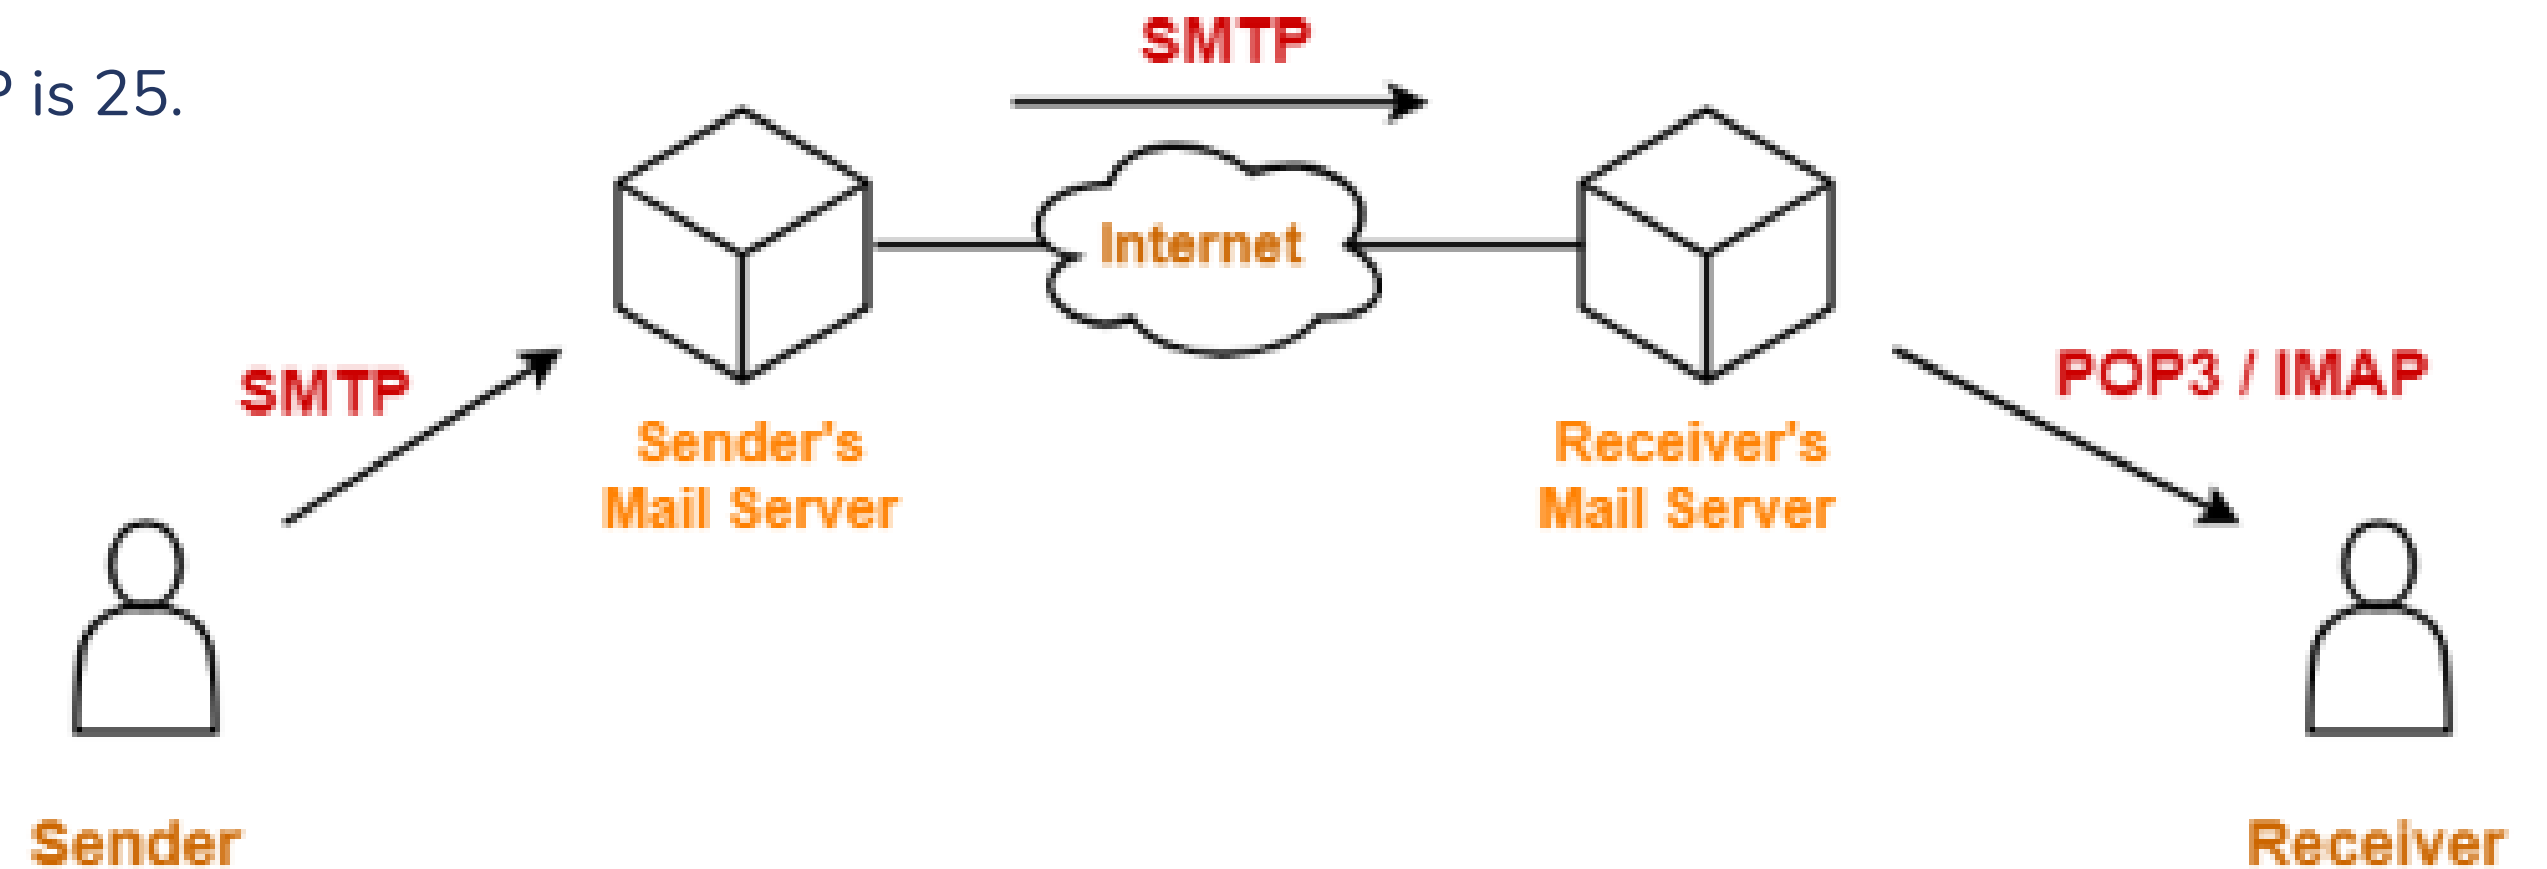 SMTP
P is 25.
Internet
SMTP
POP3 / IMAP
Sender's
Mail Server
Receiver's
Mail Server
Sender
Receiver